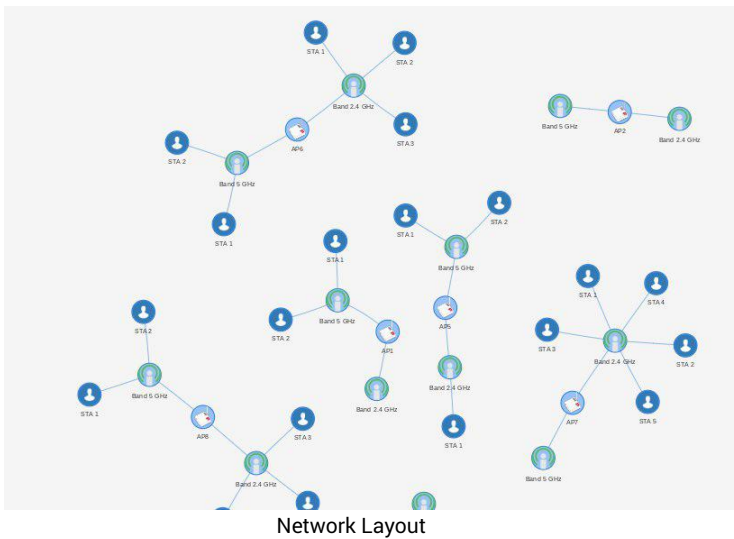 STA 1
STA 2
Band 2.4 GHz
STA 3
AP6
STA 2
Band 5 GHz
STA 1
Band 5 GHz
AP2
Band 2.4 GHz
STA 1
STA 2
Band 5 GHz
AP5
Band 2.4 GHz
STA 1
STA 1
Band 5 GHz
STA 2
AP1
Band 2.4 GHz
STA 1
STA 4
STA 3
Band 2.4 GHz
STA 2
STA 5
AP7
Band 5 GHz
STA 2
Band 5 GHz
STA 1
AP8
STA 3
Band 2.4 GHz
Network Layout